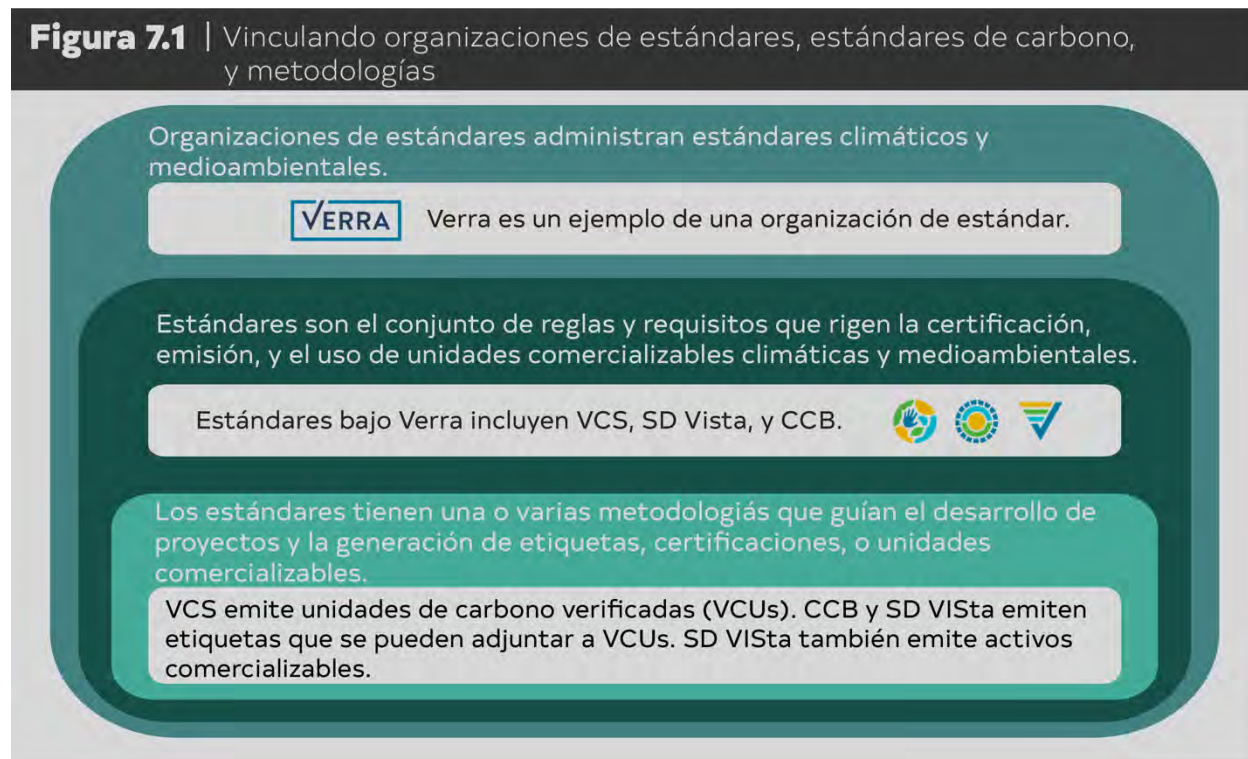 Figura 7.1 | Vinculando organizaciones de estándares, estándares de carbono,
y metodologías
Organizaciones de estándares administran estándares climáticos y
medioambientales.
VERRA Verra es un ejemplo de una organización de estándar.
Estándares son el conjunto de reglas y requisitos que rigen la certificación,
emisión, y el uso de unidades comercializables climáticas y medioambientales.
Estándares bajo Verra incluyen VCS, SD Vista, y CCB.
Los estándares tienen una o varias metodologiás que guían el desarrollo de
proyectos y la generación de etiquetas, certificaciones, o unidades
comercializables.
VCS emite unidades de carbono verificadas (VCUs). CCB y SD VISta emiten
etiquetas que se pueden adjuntar a VCUs. SD VISta también emite activos
comercializables.